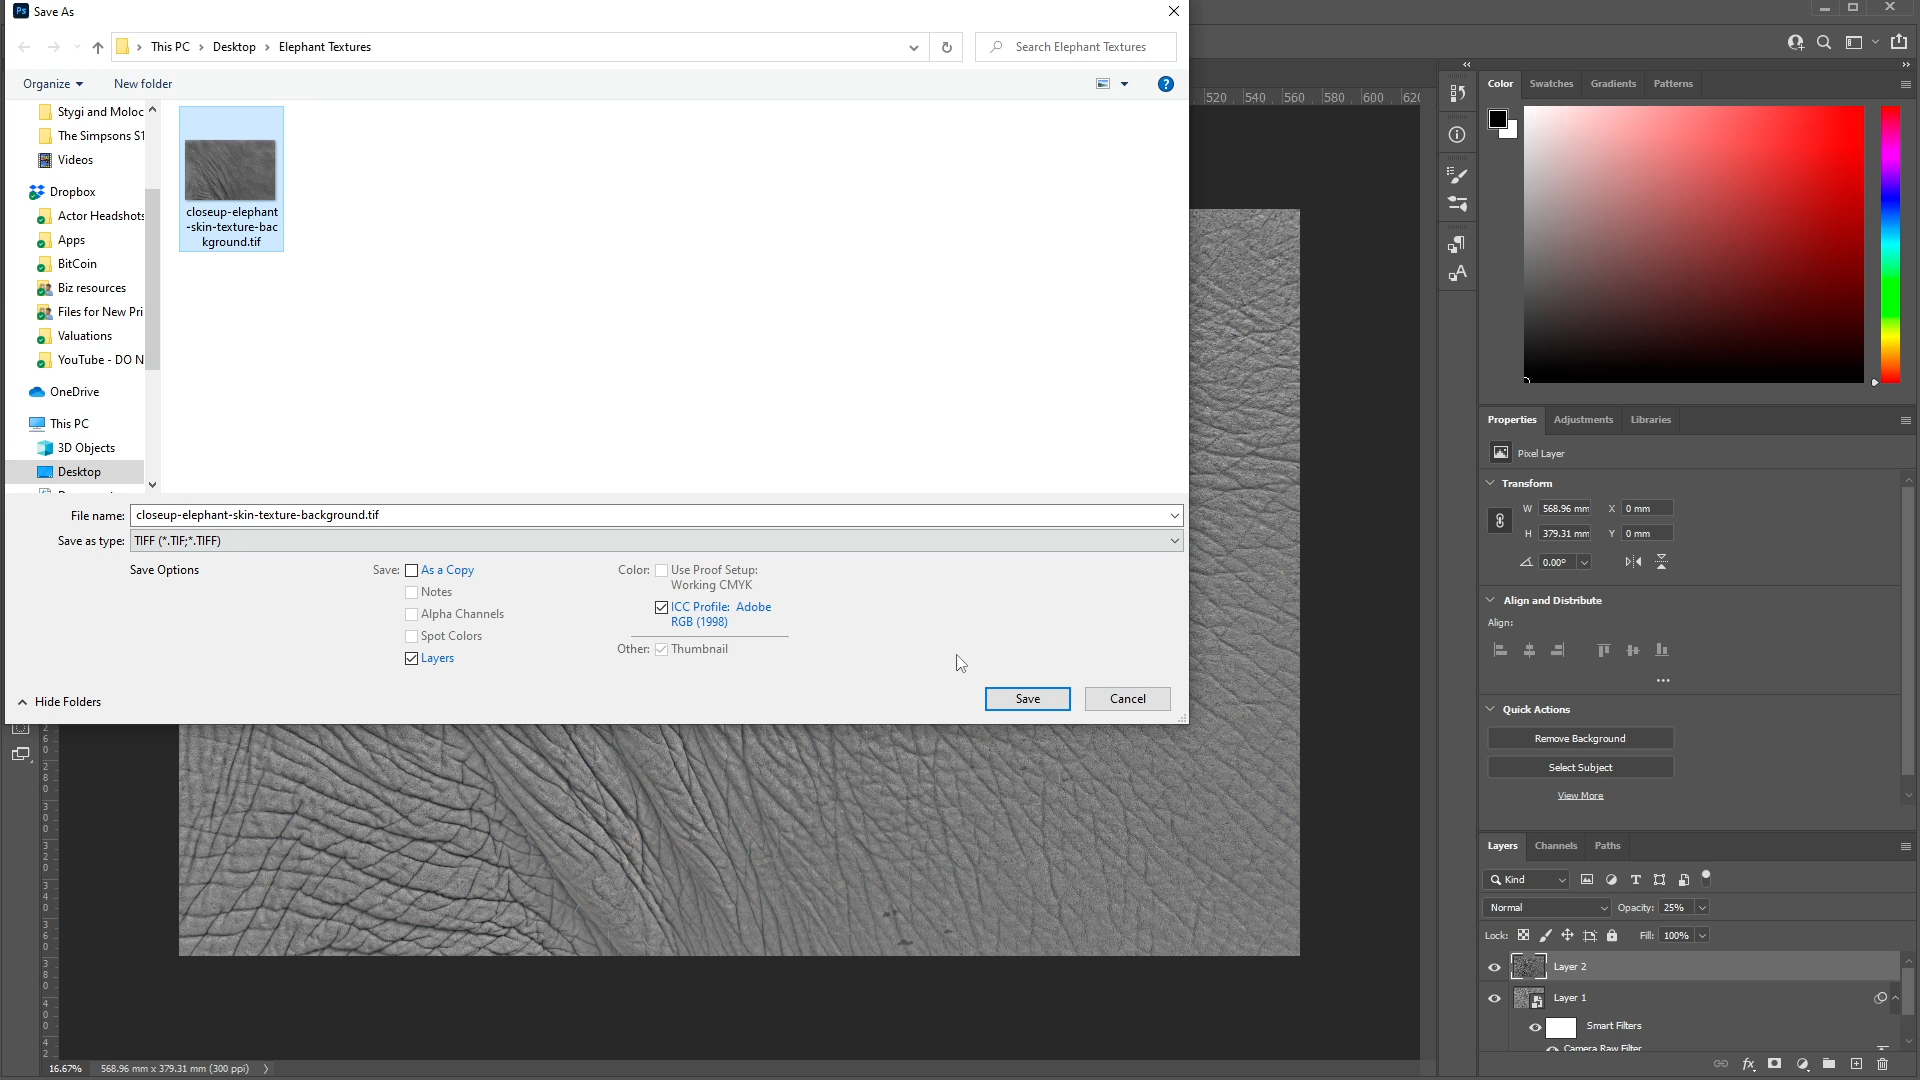 Ps Save As
This PC > Desktop > Elephant Textures
Search Elephant Textures
Organize
New folder
Stygi and Moloc
The Simpsons S1
Videos
Dropbox
Actor Headshots
Apps
BitCoin
Biz resources
Files for New Pri
Valuations
YouTube - DO N
OneDrive
This PC
3D Objects
Desktop
closeup-elephant
-skin-texture-bac
kground.tif
File name: closeup-elephant-skin-texture-background.tif
Save as type: TIFF (*.TIF;*.TIFF)
Save Options
Save: As a Copy
Notes
Alpha Channels
Spot Colors
Layers
Color: Use Proof Setup:
Working CMYK
ICC Profile: Adobe
RGB (1998)
Other: Thumbnail
Hide Folders
Save
Cancel
520 540 560 580 600 620
Color Swatches Gradients Patterns
Properties Adjustments Libraries
Pixel Layer
Transform
W 568.96 mm X 0 mm
H 379.31 mm Y 0 mm
0.00°
Align and Distribute
Align:
Quick Actions
Remove Background
Select Subject
View More
Layers Channels Paths
Kind
Normal Opacity: 25%
Lock: Fill: 100%
Layer 2
Layer 1
Smart Filters
Camera Raw Filter
16.67% 568.96 mm x 379.31 mm (300 ppi)